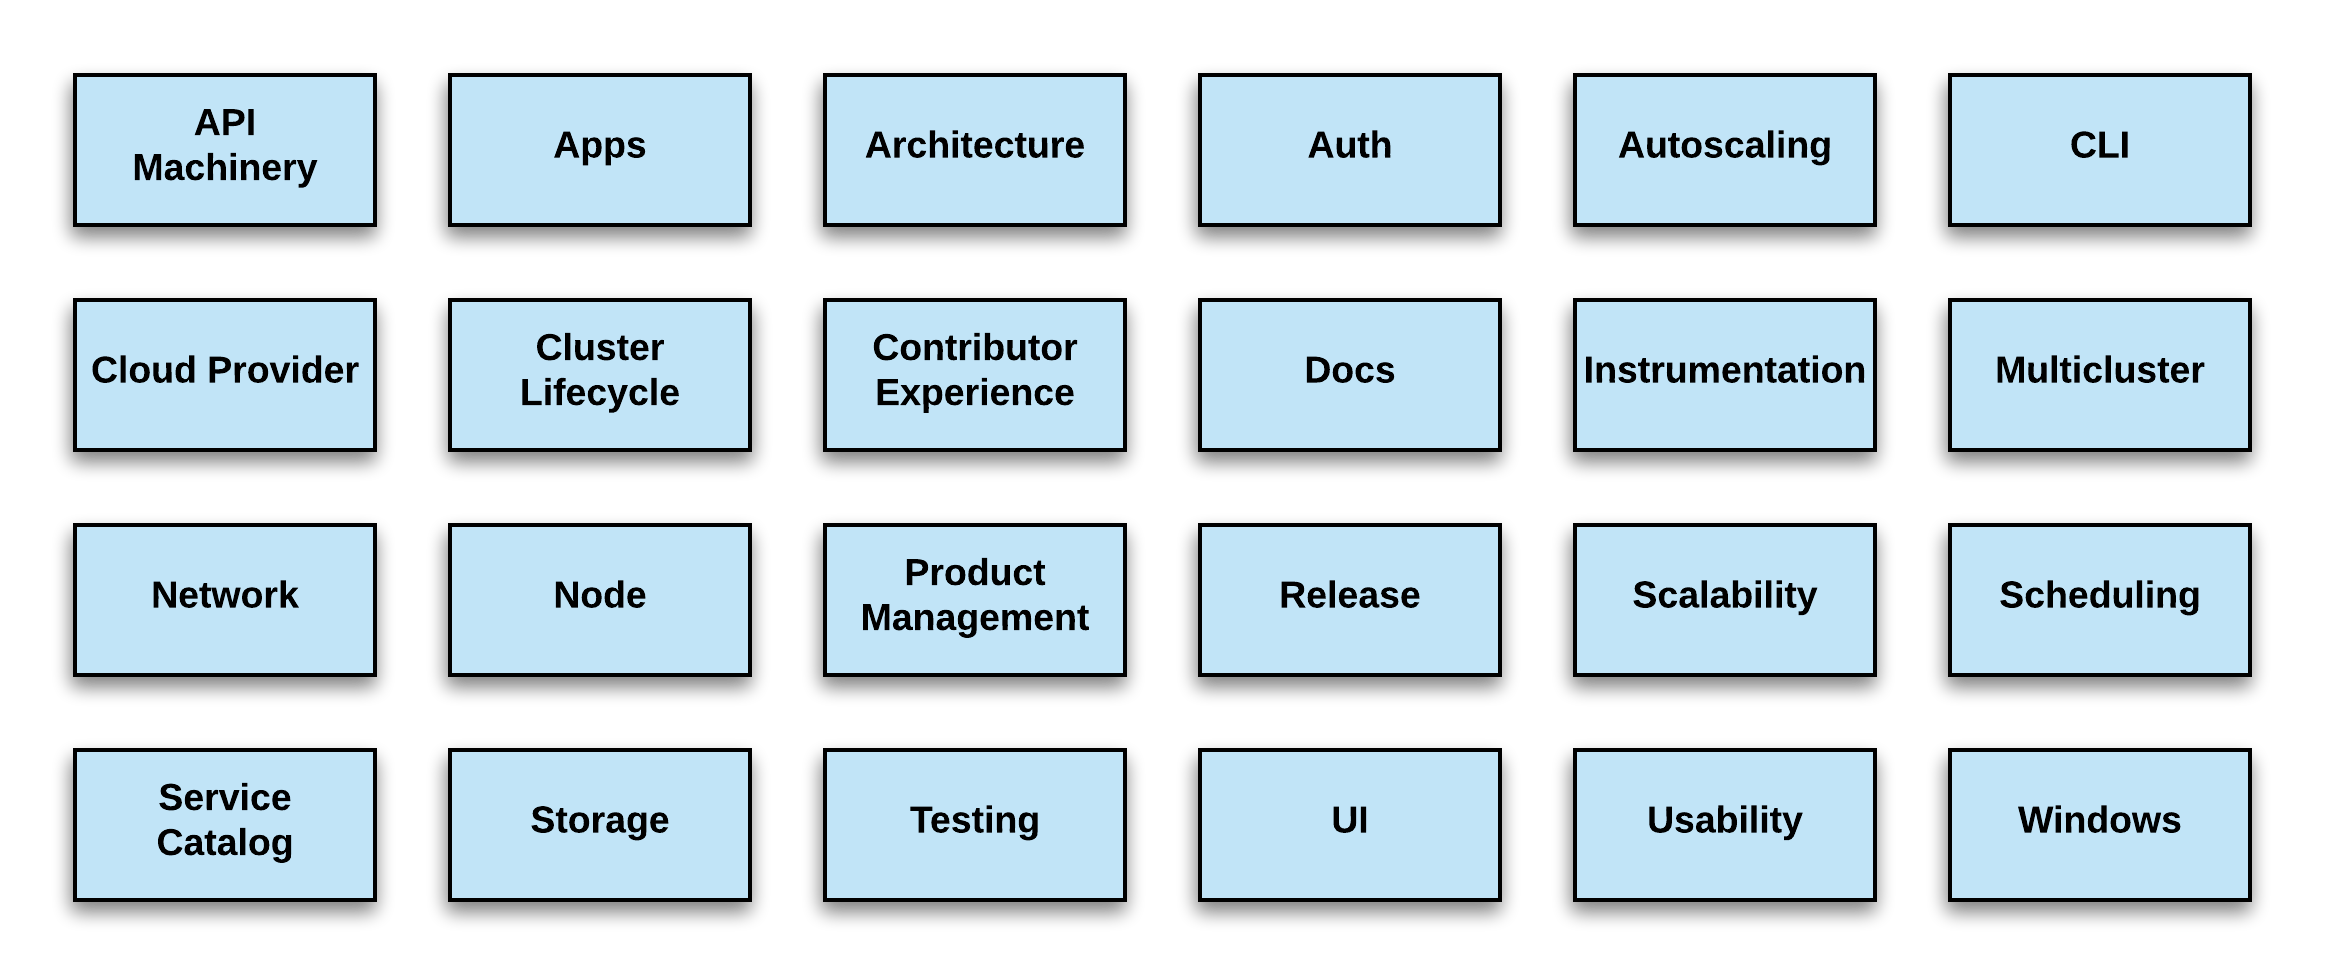 API
Machinery
Apps
Architecture
Auth
Autoscaling
CLI
Cloud Provider
Cluster
Lifecycle
Contributor
Experience
Docs
Instrumentation
Multicluster
Network
Node
Product
Management
Release
Scalability
Scheduling
Service
Catalog
Storage
Testing
UI
Usability
Windows